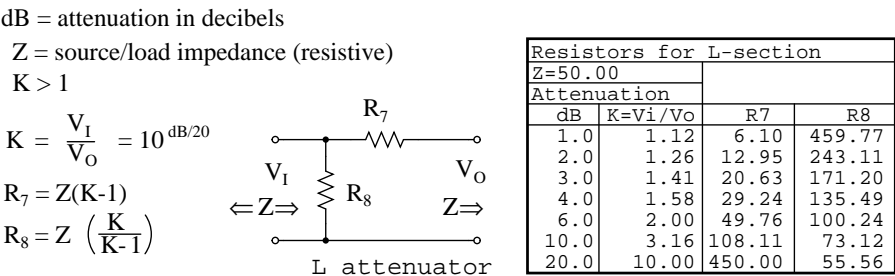 dB = attenuation in decibels
Z = source/load impedance (resistive)
K > 1
K = V_I / V_O = 10^dB/20
R_7 = Z(K-1)
R_8 = Z (K / K-1)
R_7
V_I
R_8
V_O
⇐Z⇒
Z⇒
L attenuator
Resistors for L-section
Z=50.00
Attenuation
dB K=Vi/Vo R7 R8
1.0 1.12 6.10 459.77
2.0 1.26 12.95 243.11
3.0 1.41 20.63 171.20
4.0 1.58 29.24 135.49
6.0 2.00 49.76 100.24
10.0 3.16 108.11 73.12
20.0 10.00 450.00 55.56